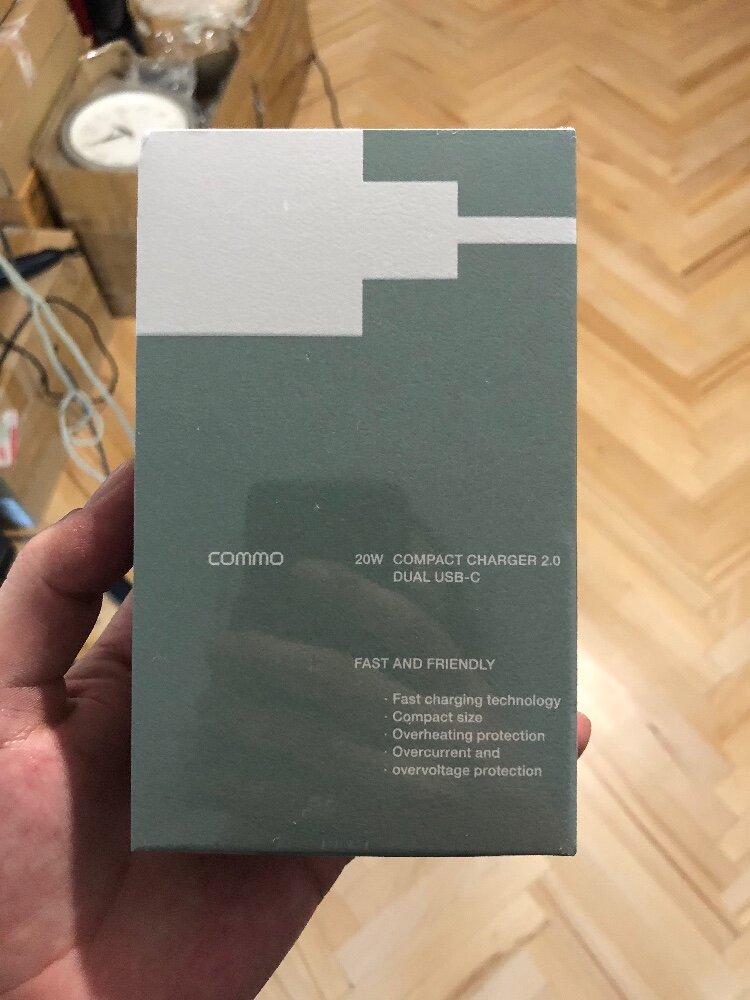 COMMO
20W COMPACT CHARGER 2.0
DUAL USB-C
FAST AND FRIENDLY
· Fast charging technology
· Compact size
· Overheating protection
· Overcurrent and
· overvoltage protection